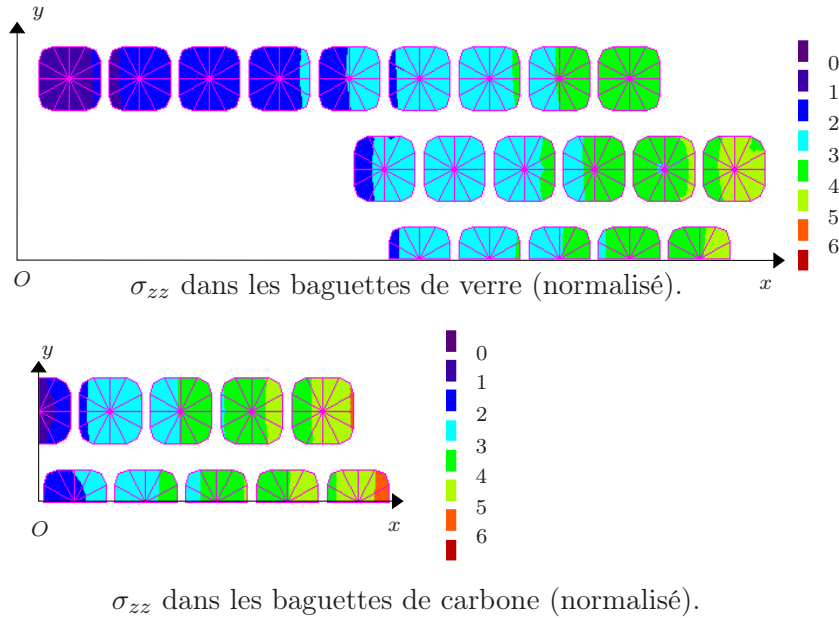 y
0
1
2
3
4
5
6
O
x
σzz dans les baguettes de verre (normalisé).
y
0
1
2
3
4
5
6
O
x
σzz dans les baguettes de carbone (normalisé).